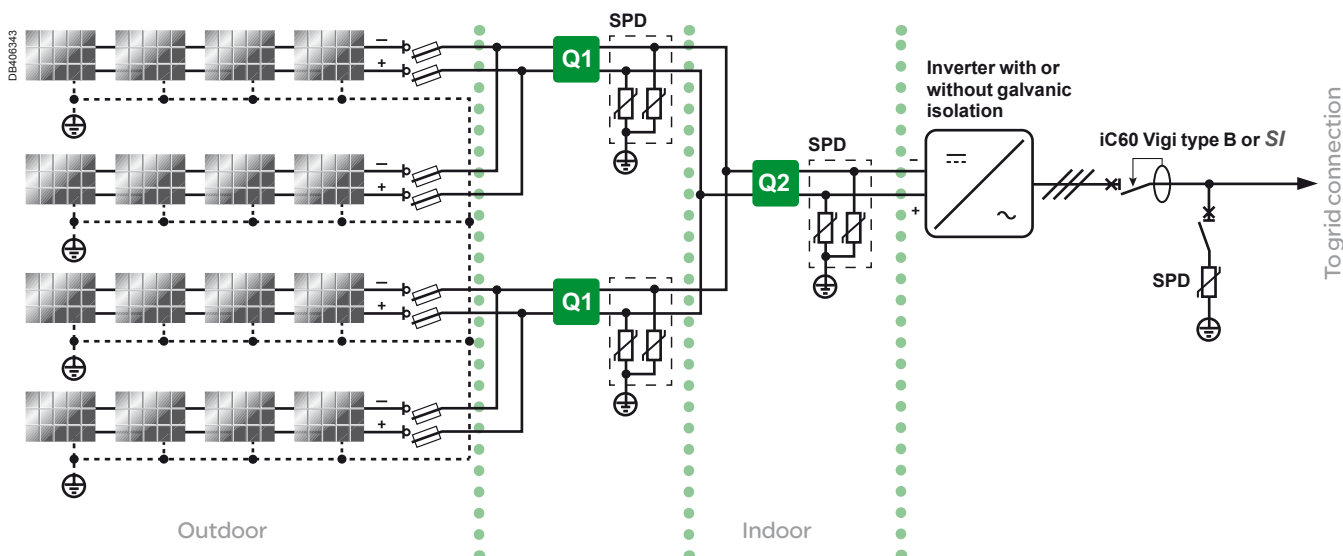 DB406343
SPD
−
+
Q1
Inverter with or
without galvanic
isolation
iC60 Vigi type B or SI
To grid connection
−
+
SPD
−
+
Q2
SPD
−
+
Q1
−
+
Outdoor
Indoor